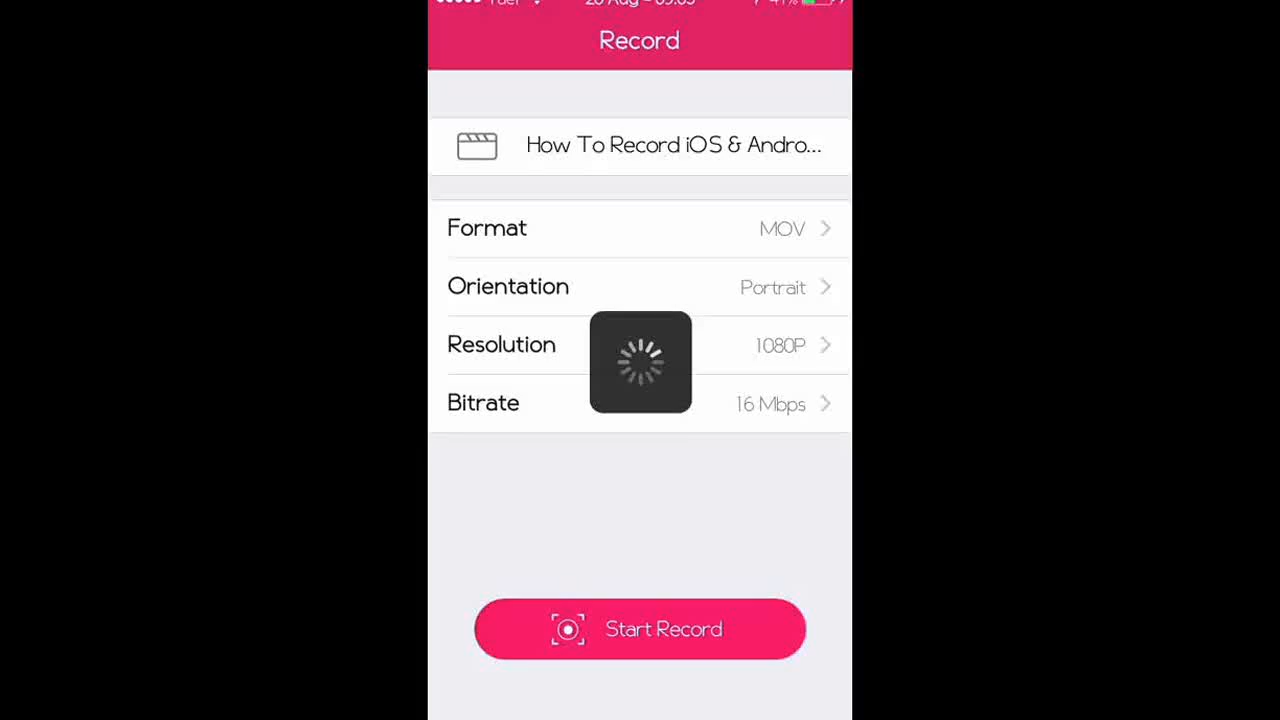 Record
How To Record iOS & Andro...
Format MOV
Orientation Portrait
Resolution 1080P
Bitrate 16 Mbps
Start Record